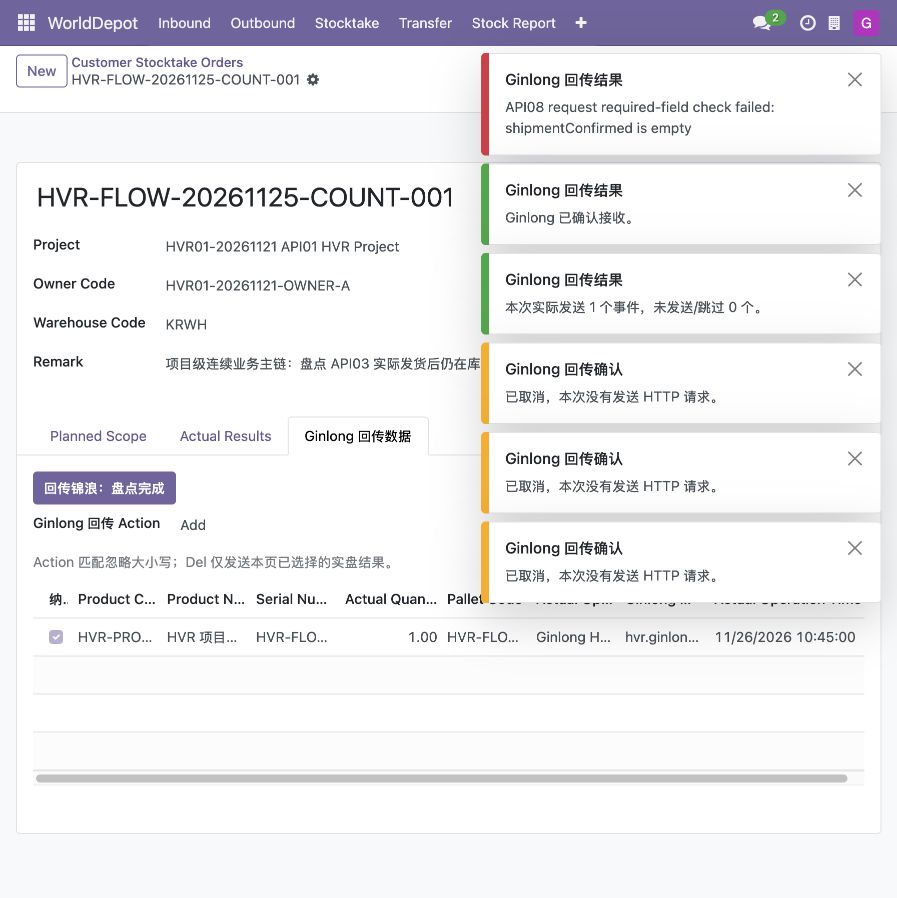 WorldDepot Inbound Outbound Stocktake Transfer Stock Report + 2 G
New Customer Stocktake Orders
HVR-FLOW-20261125-COUNT-001
HVR-FLOW-20261125-COUNT-001
Project HVR01-20261121 API01 HVR Project
Owner Code HVR01-20261121-OWNER-A
Warehouse Code KRWH
Remark 项目级连续业务主链：盘点 API03 实际发货后仍在库
Planned Scope Actual Results Ginlong 回传数据
回传锦浪：盘点完成
Ginlong 回传 Action Add
Action 匹配忽略大小写；Del 仅发送本页已选择的实盘结果。
纳.. Product C... Product N... Serial Nu... Actual Quan... Pallet
HVR-PRO... HVR 项目... HVR-FLO... 1.00 HVR-FLO... Ginlong H... hvr.ginlon... 11/26/2026 10:45:00
Ginlong 回传结果
API08 request required-field check failed:
shipmentConfirmed is empty
Ginlong 回传结果
Ginlong 已确认接收。
Ginlong 回传结果
本次实际发送 1 个事件，未发送/跳过 0 个。
Ginlong 回传确认
已取消，本次没有发送 HTTP 请求。
Ginlong 回传确认
已取消，本次没有发送 HTTP 请求。
Ginlong 回传确认
已取消，本次没有发送 HTTP 请求。